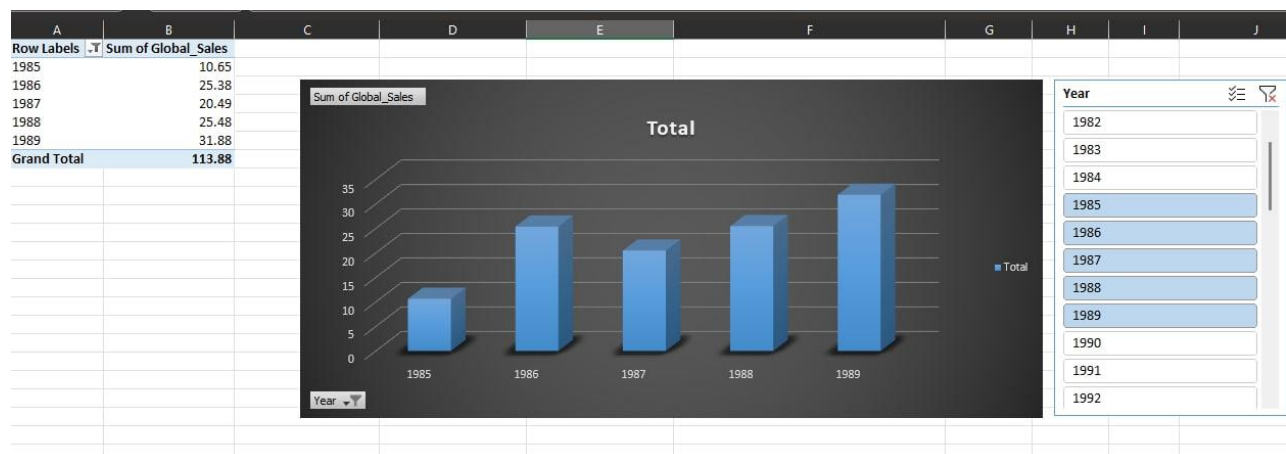 A B C D E F G H I J
Row Labels Sum of Global_Sales
1985 10.65
1986 25.38
1987 20.49
1988 25.48
1989 31.88
Grand Total 113.88
Sum of Global_Sales
Total
35
30
25
20
15
10
5
0
1985 1986 1987 1988 1989
Total
Year
Year
1982
1983
1984
1985
1986
1987
1988
1989
1990
1991
1992